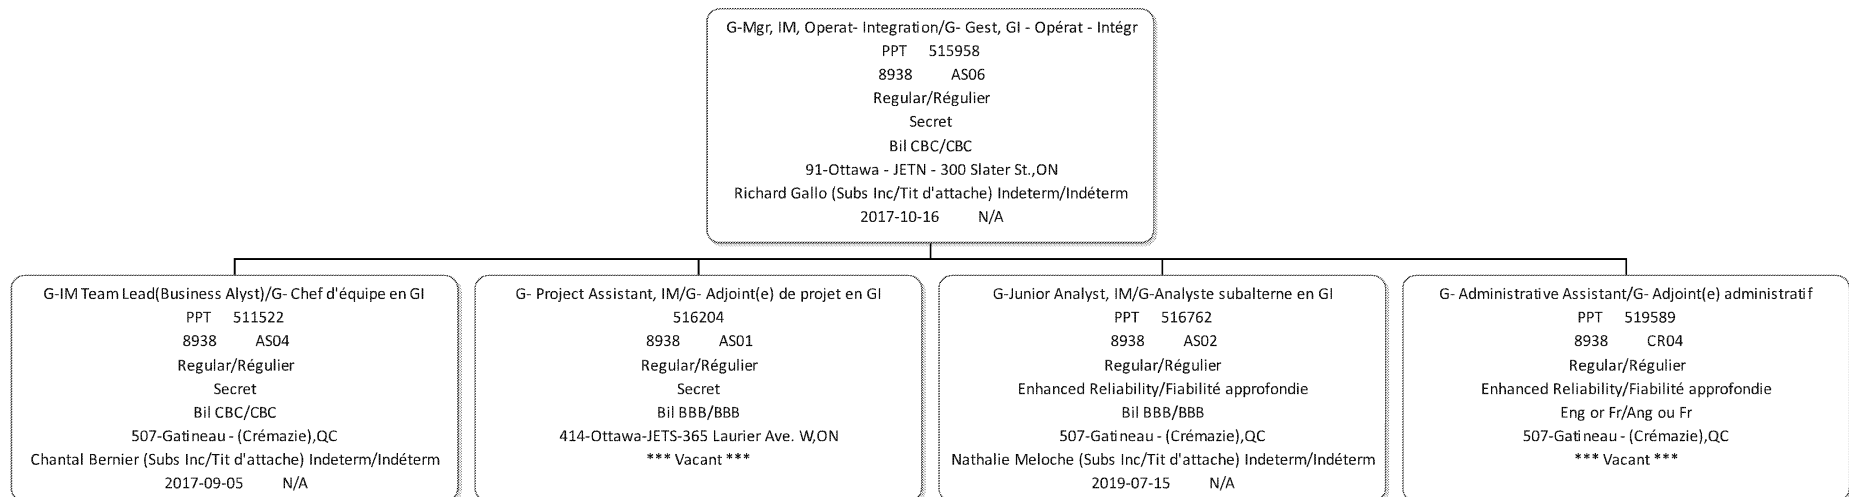 G-Mgr, IM, Operat- Integration/G- Gest, GI - Opérat - Intégr
PPT 515958
8938 AS06
Regular/Régulier
Secret
Bil CBC/CBC
91-Ottawa - JETN - 300 Slater St.,ON
Richard Gallo (Subs Inc/Tit d'attache) Indeterm/Indéterm
2017-10-16 N/A
G-IM Team Lead(Business Alyst)/G- Chef d'équipe en GI
PPT 511522
8938 AS04
Regular/Régulier
Secret
Bil CBC/CBC
507-Gatineau - (Crémazie),QC
Chantal Bernier (Subs Inc/Tit d'attache) Indeterm/Indéterm
2017-09-05 N/A
G- Project Assistant, IM/G- Adjoint(e) de projet en GI
516204
8938 AS01
Regular/Régulier
Secret
Bil BBB/BBB
414-Ottawa-JETS-365 Laurier Ave. W,ON
*** Vacant ***
G-Junior Analyst, IM/G-Analyste subalterne en GI
PPT 516762
8938 AS02
Regular/Régulier
Enhanced Reliability/Fiabilité approfondie
Bil BBB/BBB
507-Gatineau - (Crémazie),QC
Nathalie Meloche (Subs Inc/Tit d'attache) Indeterm/Indéterm
2019-07-15 N/A
G- Administrative Assistant/G- Adjoint(e) administratif
PPT 519589
8938 CR04
Regular/Régulier
Enhanced Reliability/Fiabilité approfondie
Eng or Fr/Ang ou Fr
507-Gatineau - (Crémazie),QC
*** Vacant ***